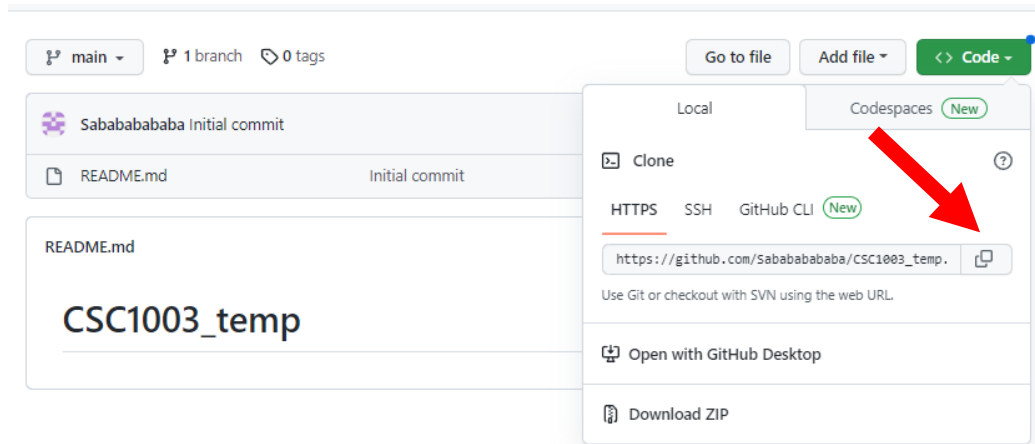 main
1 branch
0 tags
Go to file
Add file
<> Code
Sababababababa Initial commit
README.md
Initial commit
README.md
CSC1003_temp
Local
Codespaces New
Clone
HTTPS
SSH
GitHub CLI New
https://github.com/Sababababababa/CSC1003_temp.
Use Git or checkout with SVN using the web URL.
Open with GitHub Desktop
Download ZIP